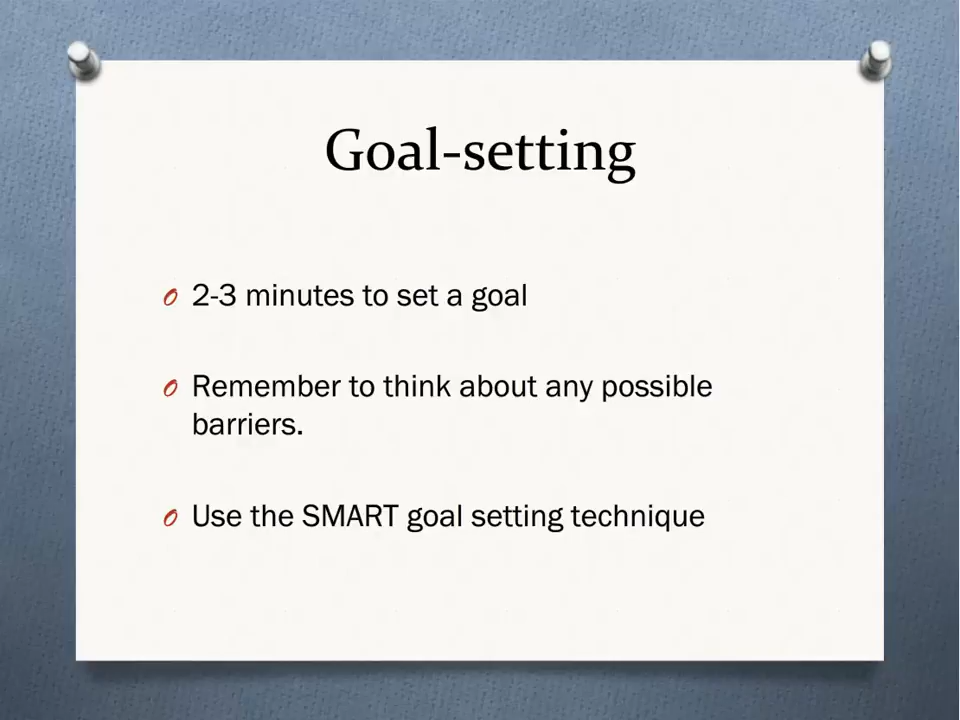 Goal-setting
2-3 minutes to set a goal
Remember to think about any possible
barriers.
Use the SMART goal setting technique